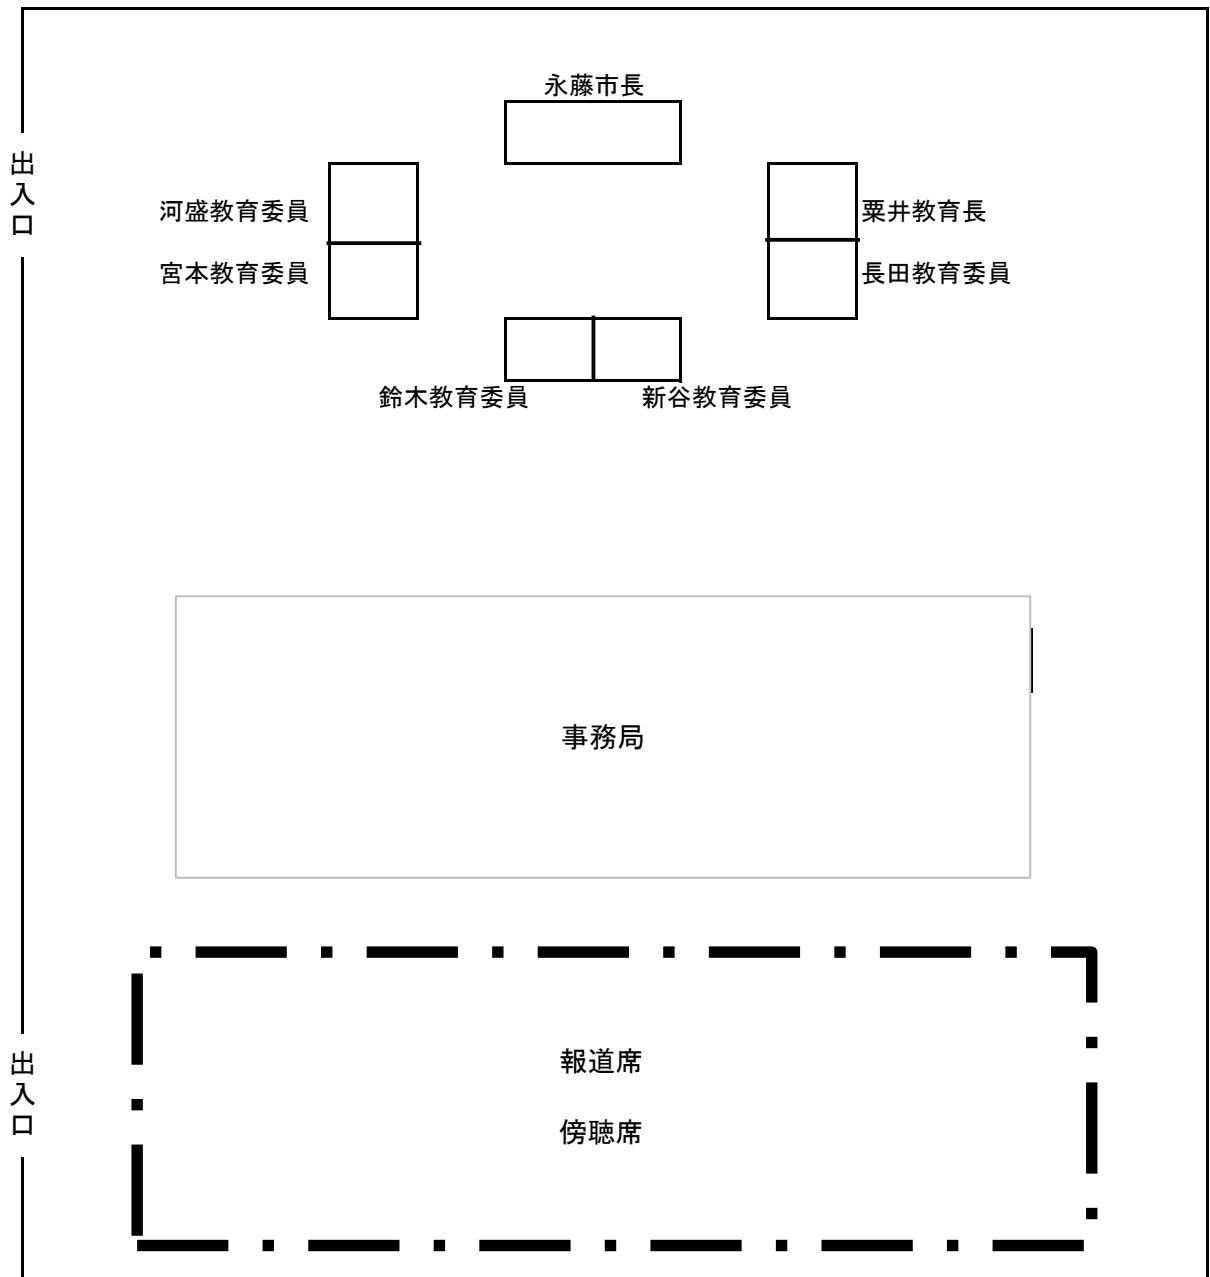 永藤市長
出入口
河盛教育委員
粟井教育長
宮本教育委員
長田教育委員
鈴木教育委員
新谷教育委員
事務局
報道席
出入口
傍聴席